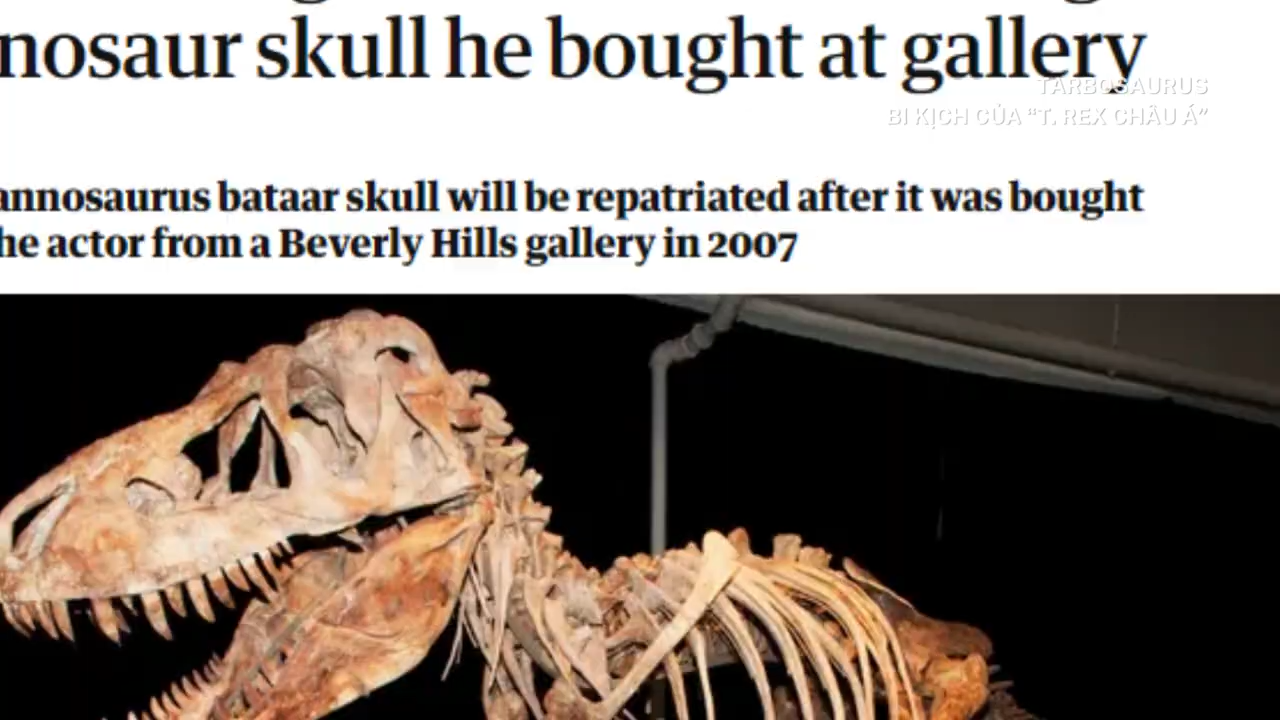 nosaur skull he bought at gallery
TARBOSAURUS
BI KỊCH CỦA "T. REX CHÂU Á"
annosaurus bataar skull will be repatriated after it was bought
he actor from a Beverly Hills gallery in 2007